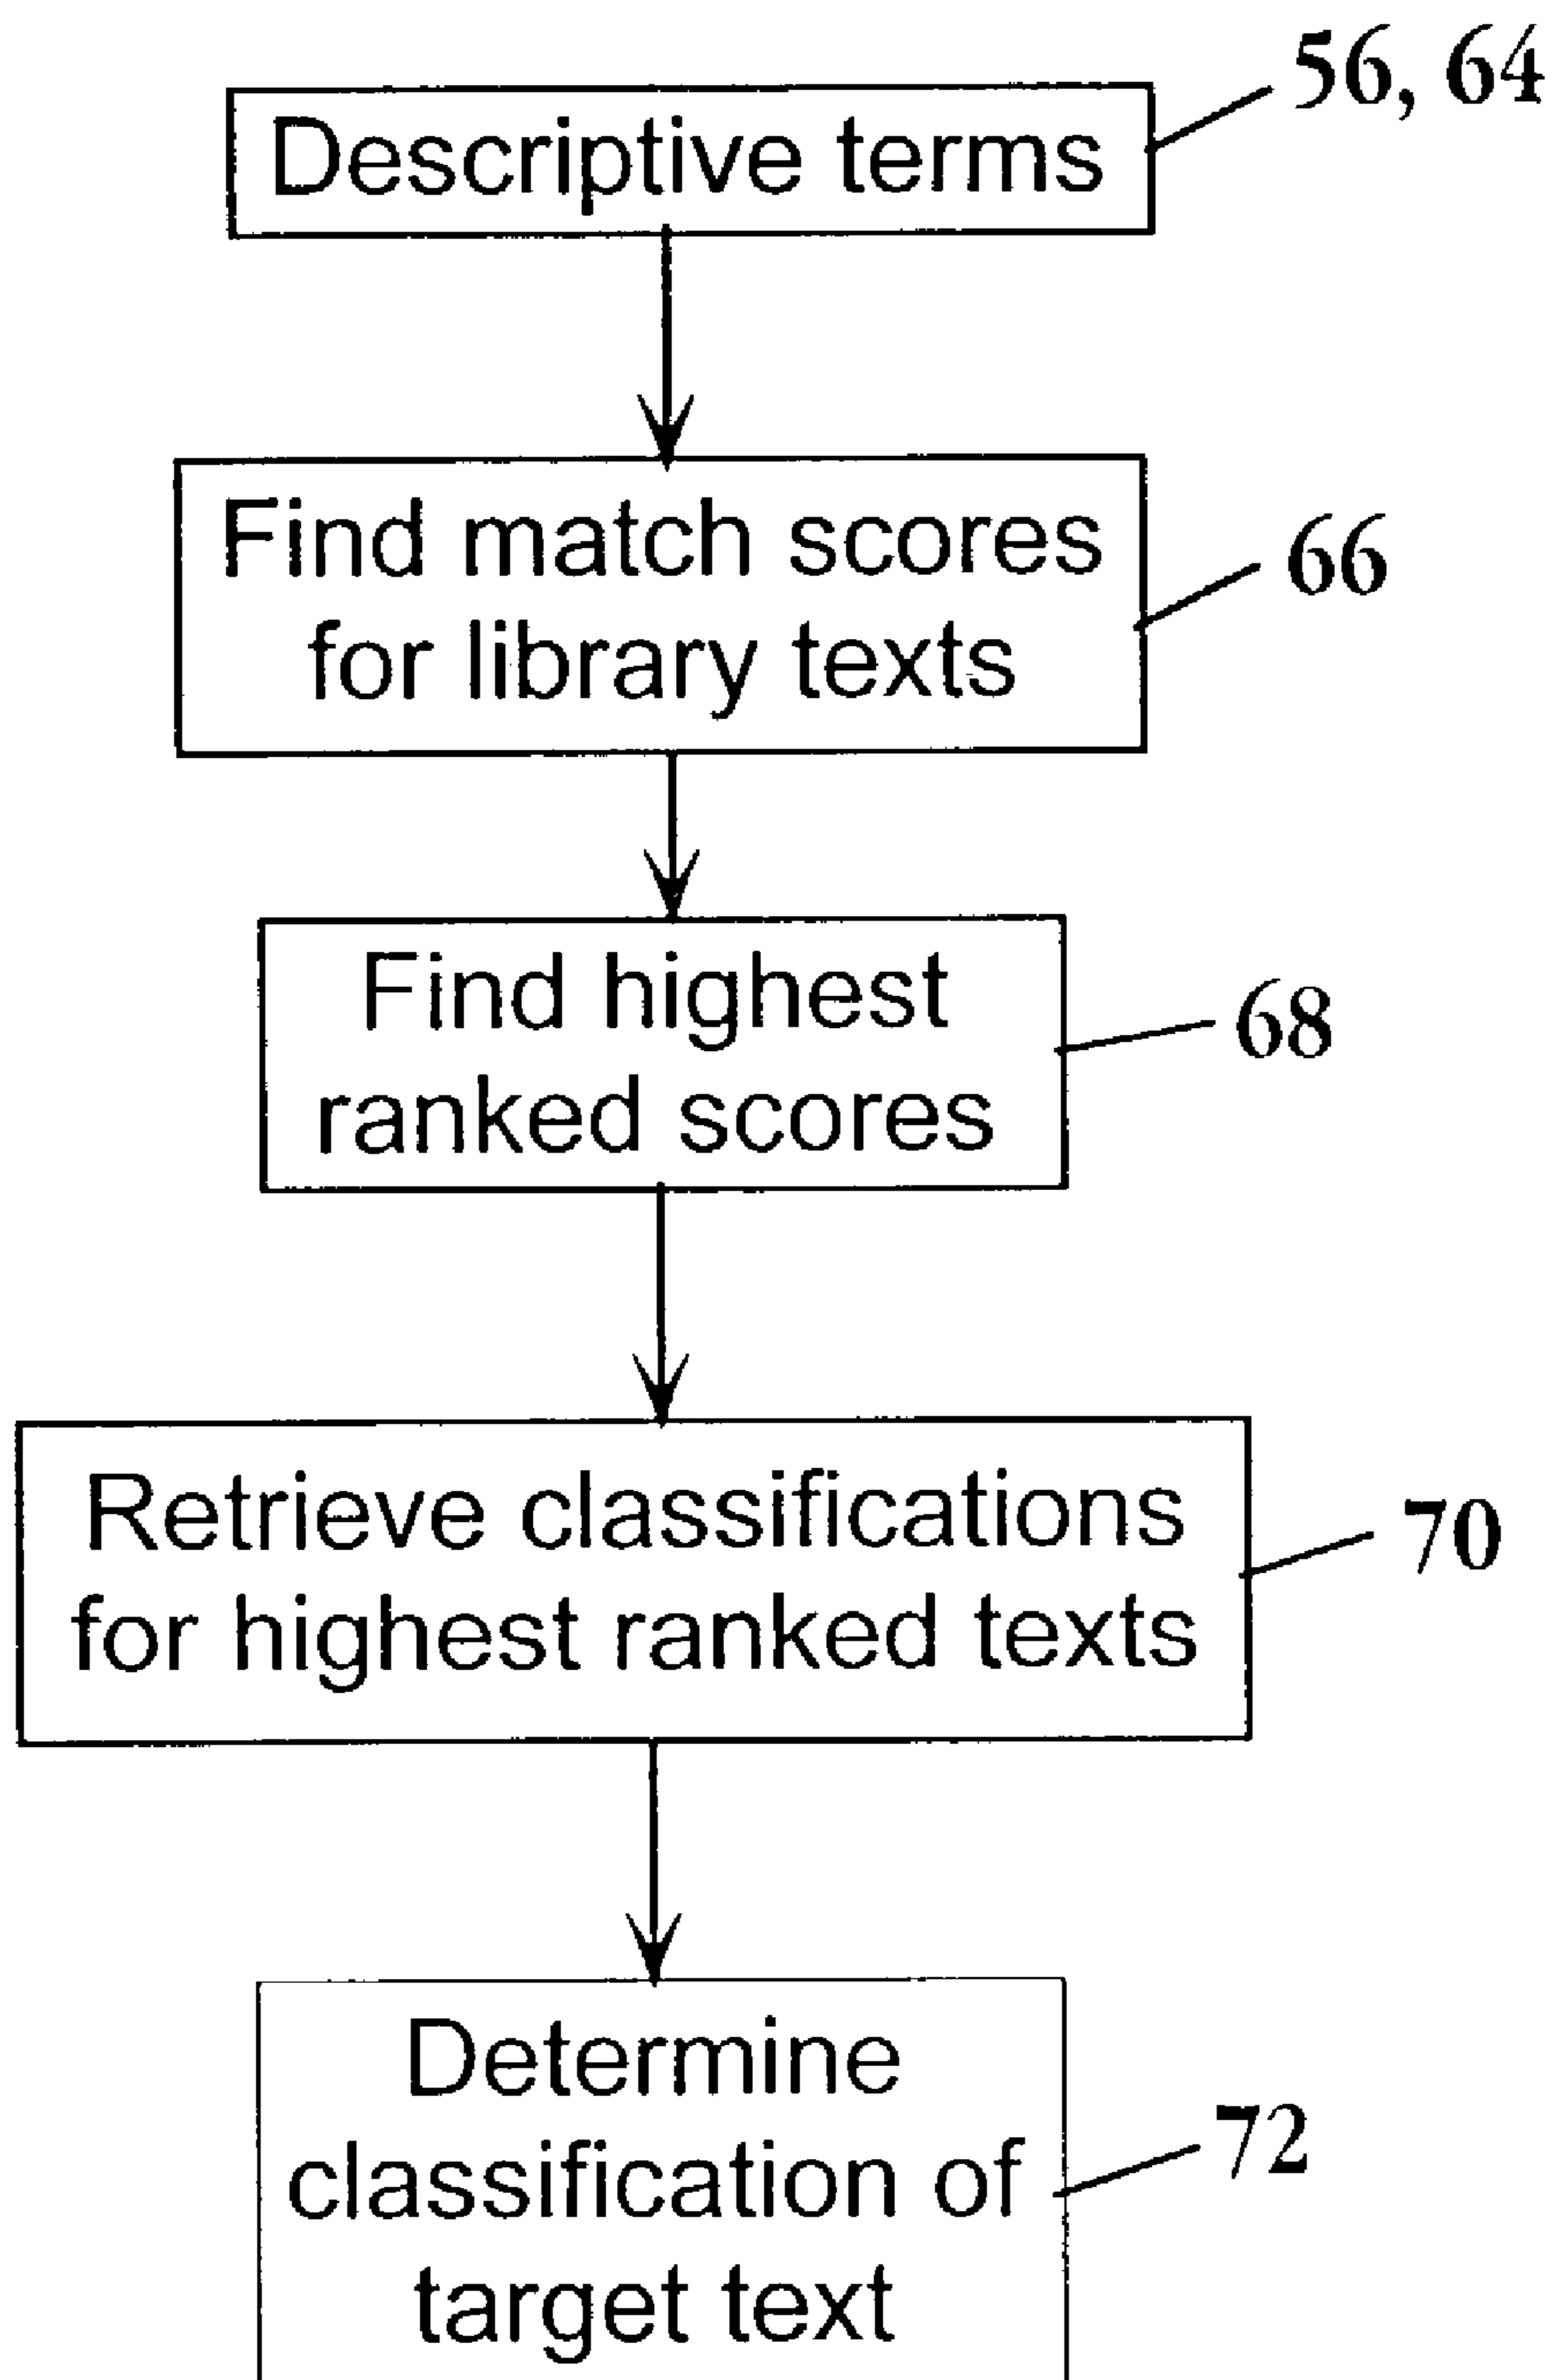 56, 64
Descriptive terms
Find match scores
for library texts
66
Find highest
ranked scores
68
Retrieve classifications
for highest ranked texts
70
Determine
classification of
target text
72